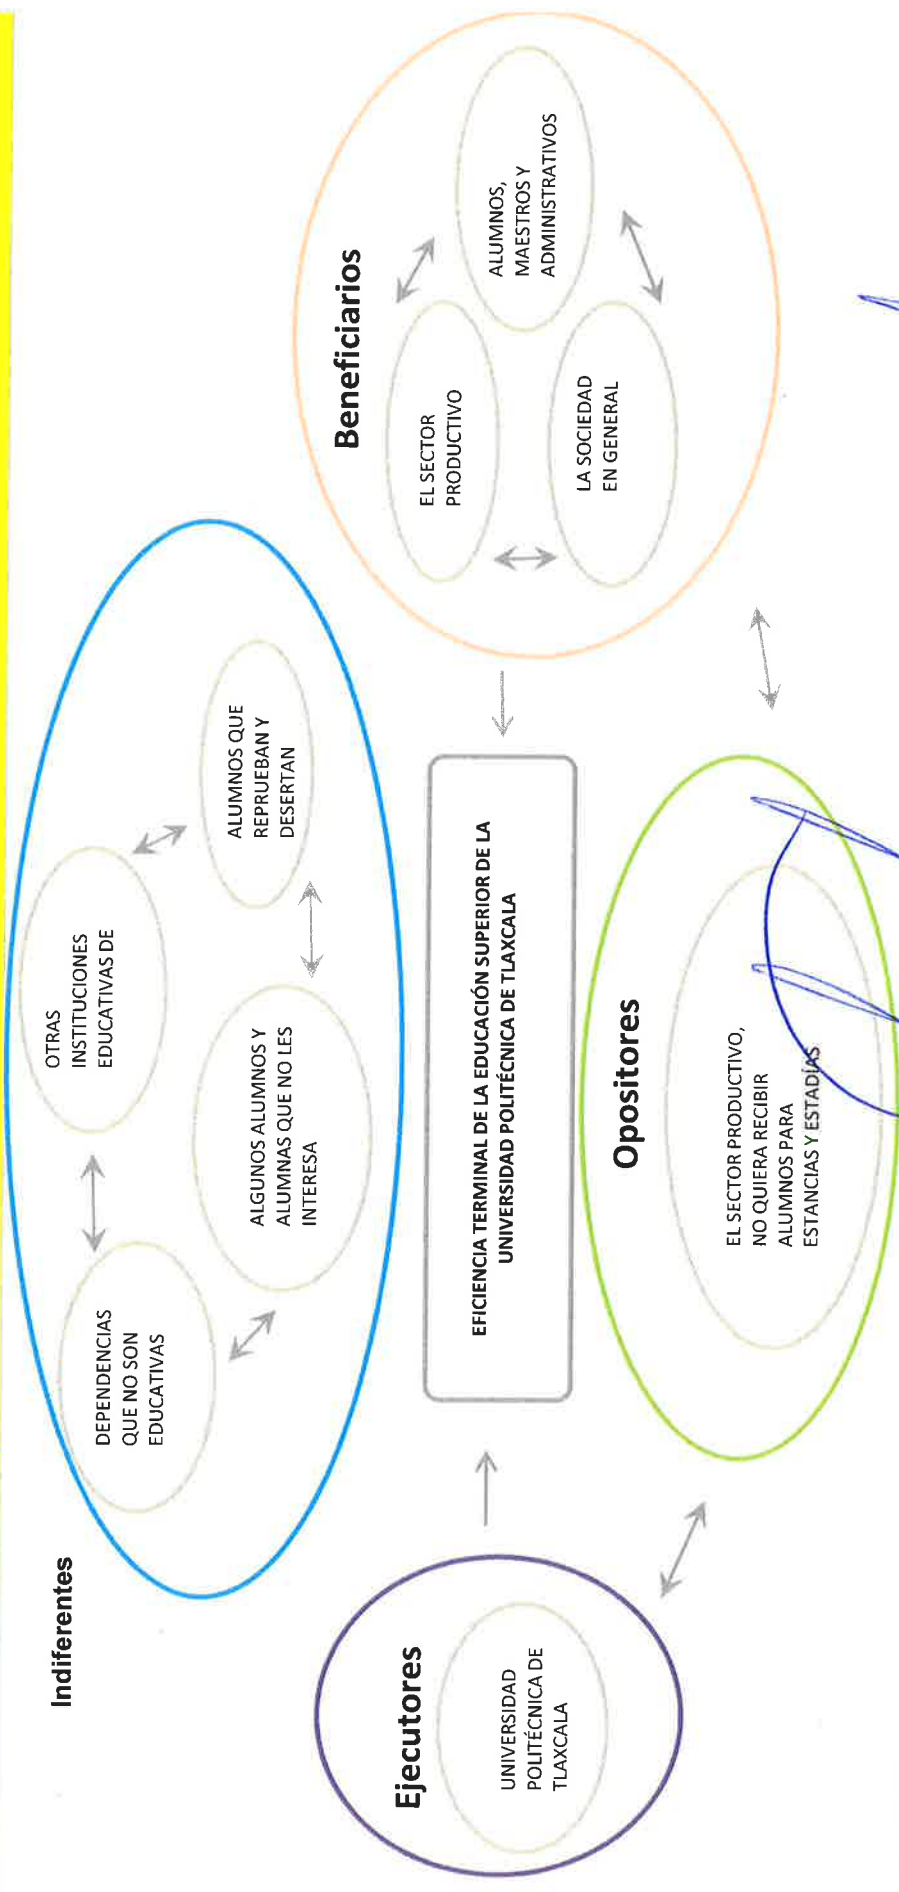 Indiferentes
DEPENDENCIAS
QUE NO SON
EDUCATIVAS
OTRAS
INSTITUCIONES
EDUCATIVAS DE
ALGUNOS ALUMNOS Y
ALUMNAS QUE NO LES
INTERESA
ALUMNOS QUE
REPRUEBAN Y
DESERTAN
Ejecutores
UNIVERSIDAD
POLITÉCNICA DE
TLAXCALA
EFICIENCIA TERMINAL DE LA EDUCACIÓN SUPERIOR DE LA
UNIVERSIDAD POLITÉCNICA DE TLAXCALA
Beneficiarios
EL SECTOR
PRODUCTIVO
ALUMNOS,
MAESTROS Y
ADMINISTRATIVOS
LA SOCIEDAD
EN GENERAL
Opositores
EL SECTOR PRODUCTIVO,
NO QUIERA RECIBIR
ALUMNOS PARA
ESTANCIAS Y ESTADÍAS